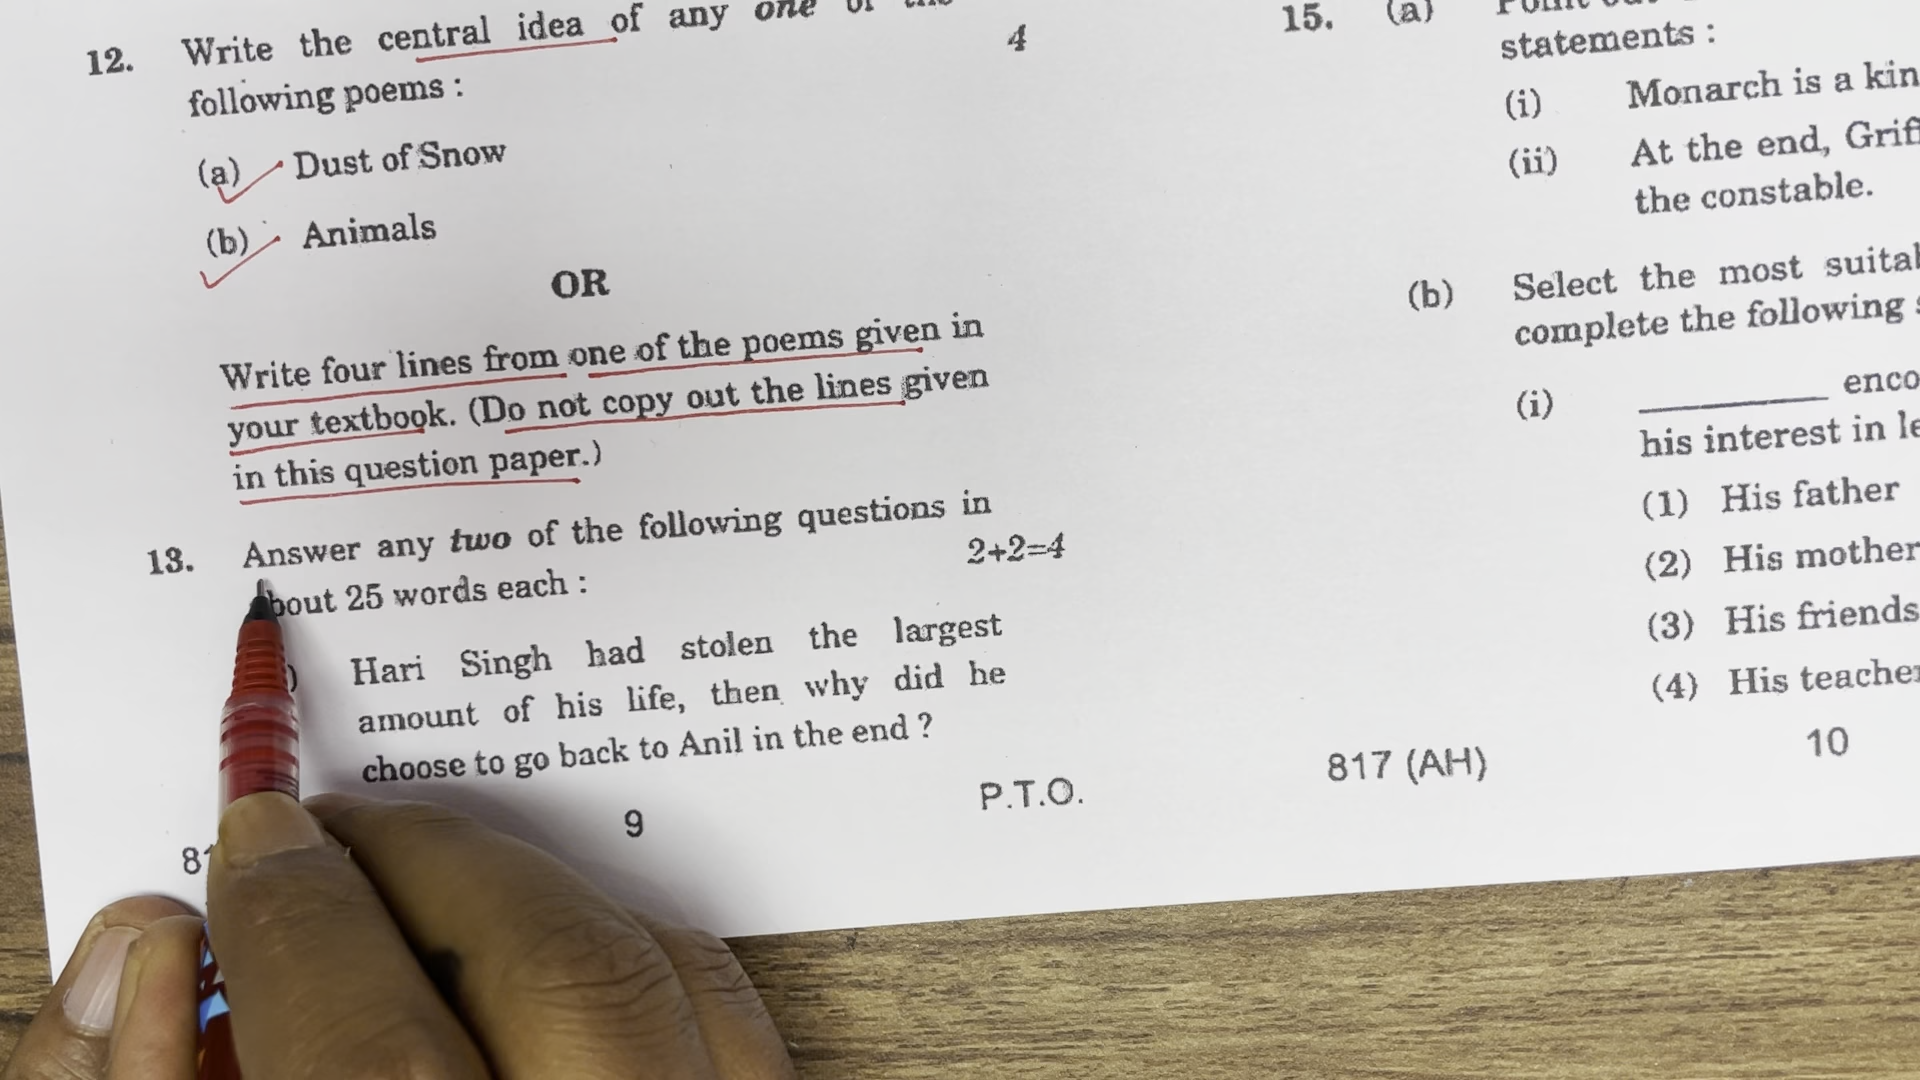 12. Write the central idea of any one of
following poems : 4
(a) Dust of Snow
(b) Animals
OR
Write four lines from one of the poems given in
your textbook. (Do not copy out the lines given
in this question paper.)
13. Answer any two of the following questions in
about 25 words each : 2+2=4
Hari Singh had stolen the largest
amount of his life, then why did he
choose to go back to Anil in the end ?
9
P.T.O.
15. (a) Point out
statements :
(i) Monarch is a kin
(ii) At the end, Grif
the constable.
(b) Select the most suita
complete the following
(i) ________ enco
his interest in le
(1) His father
(2) His mother
(3) His friends
(4) His teache
817 (AH)
10